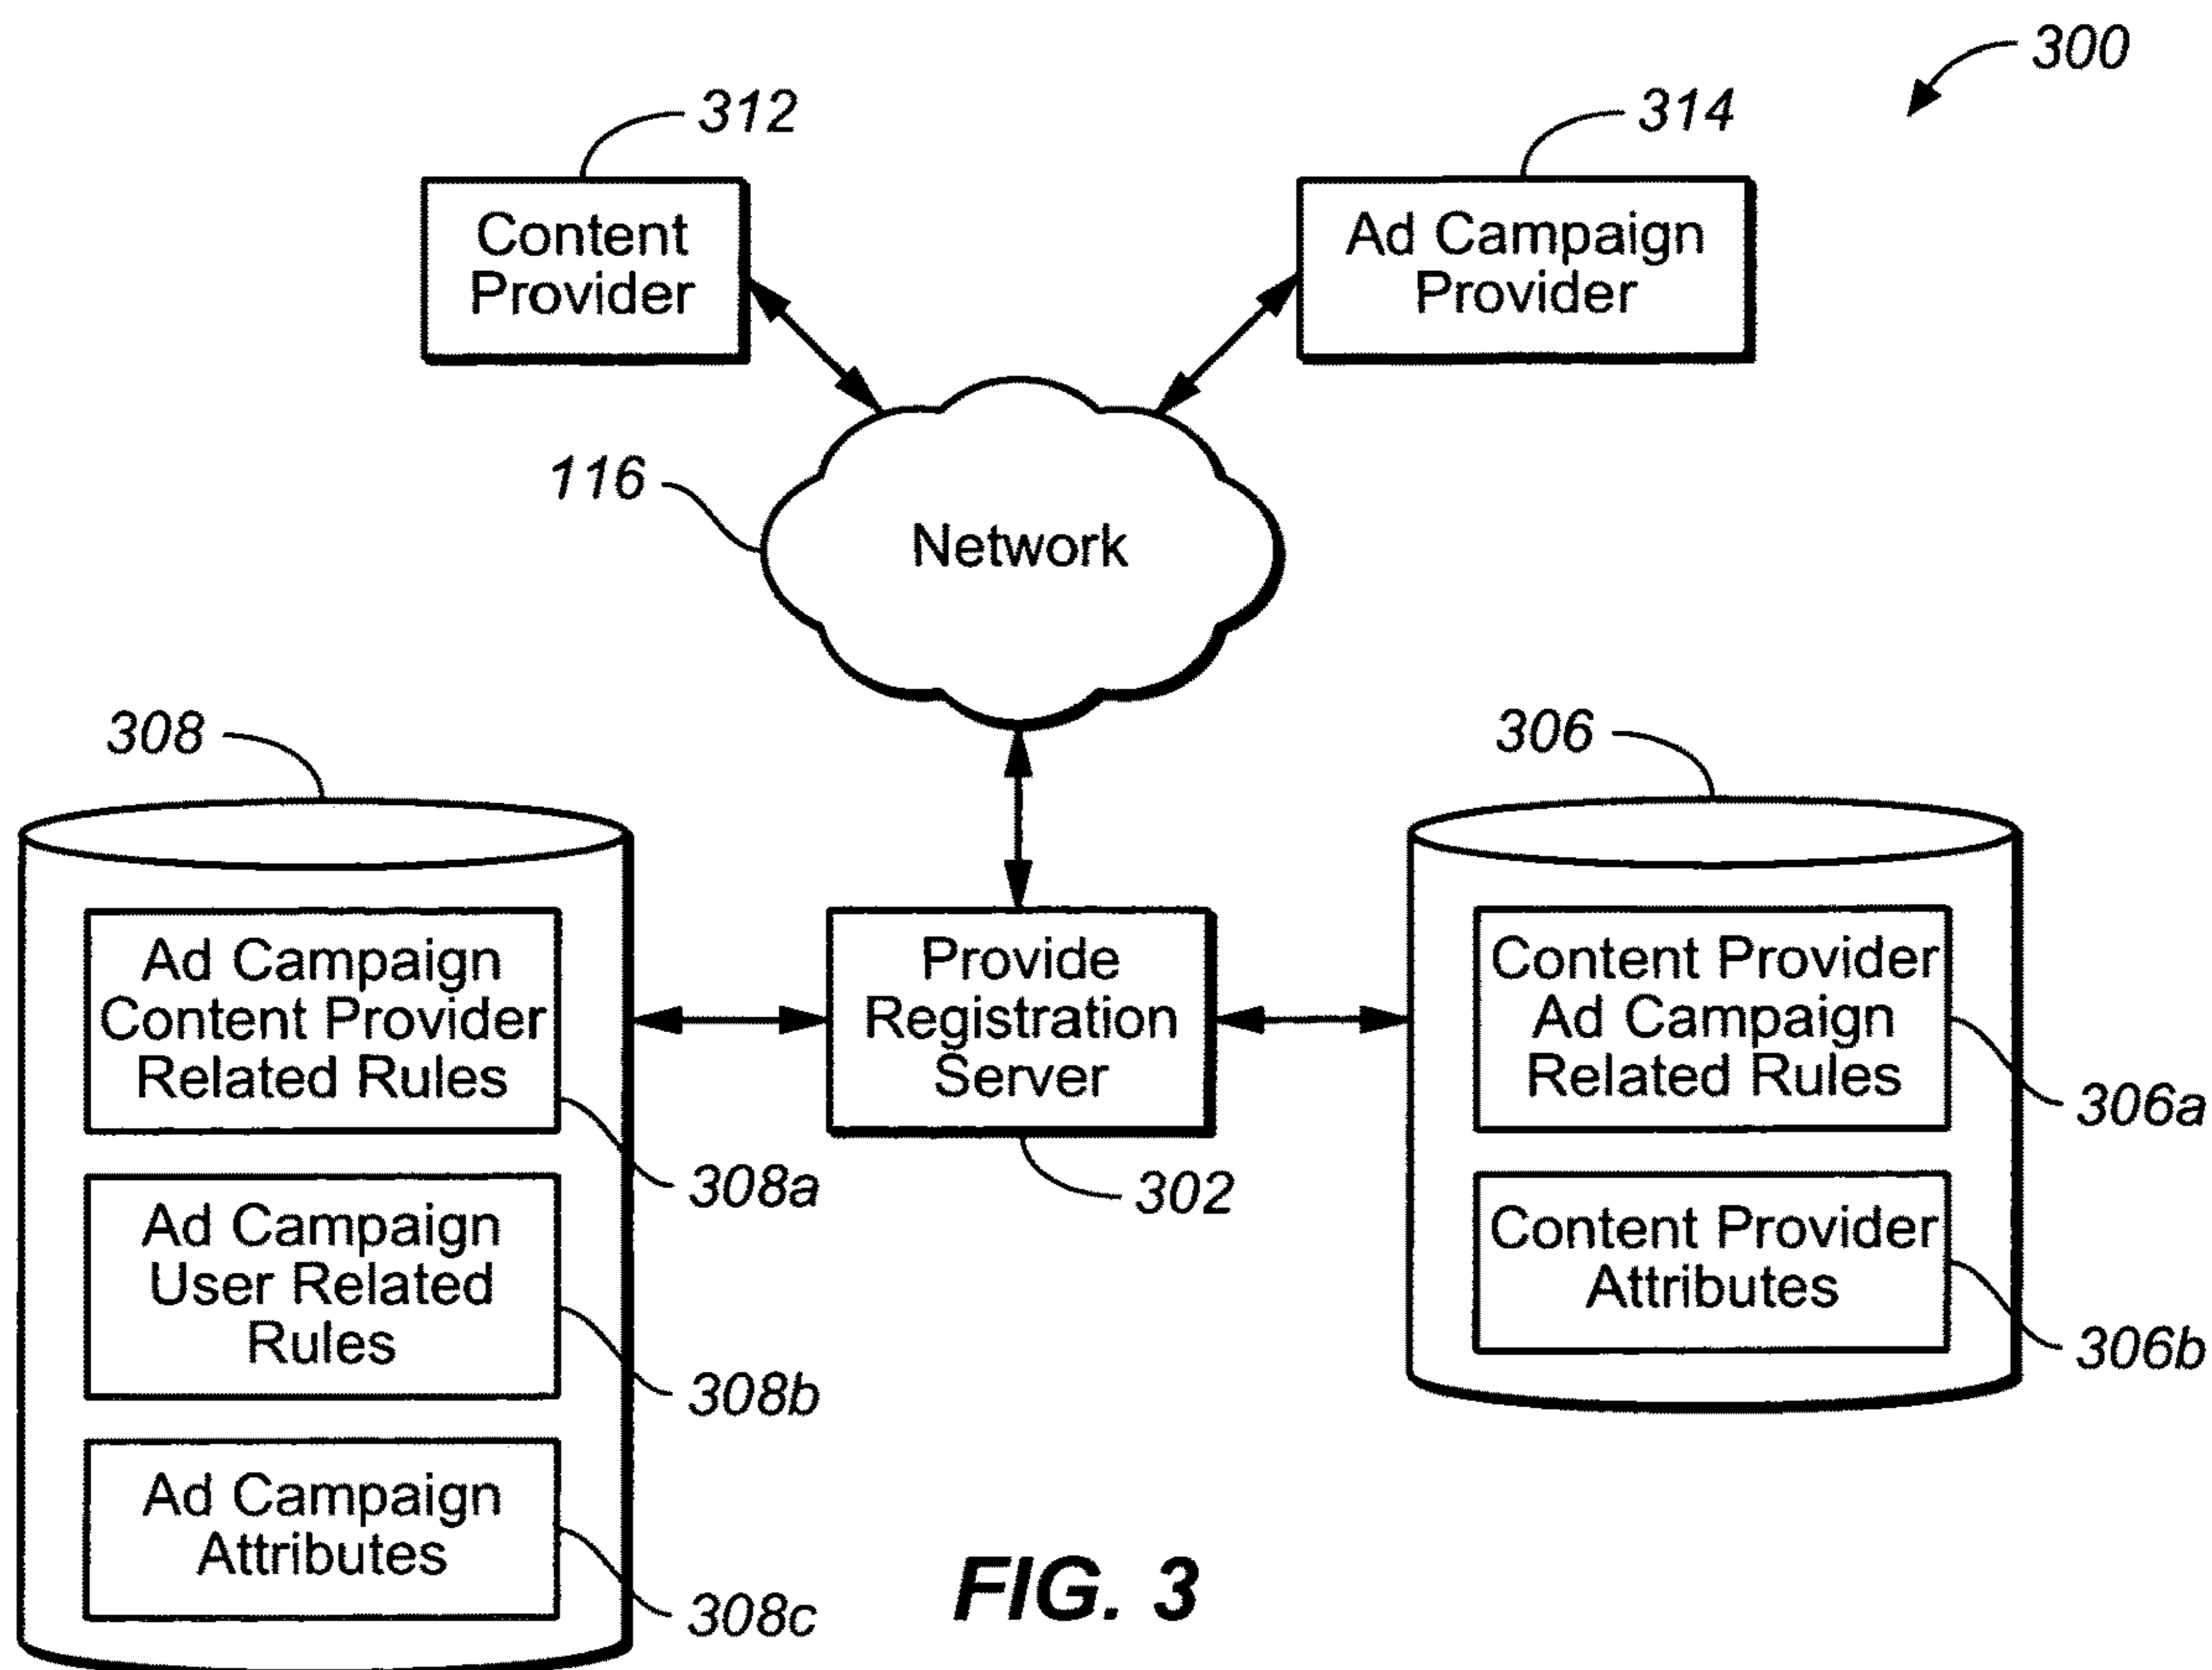 300
312
314
Content
Provider
Ad Campaign
Provider
116
Network
308
306
Ad Campaign
Content Provider
Related Rules
308a
Ad Campaign
User Related
Rules
308b
Ad Campaign
Attributes
308c
Provide
Registration
Server
302
Content Provider
Ad Campaign
Related Rules
306a
Content Provider
Attributes
306b
FIG. 3